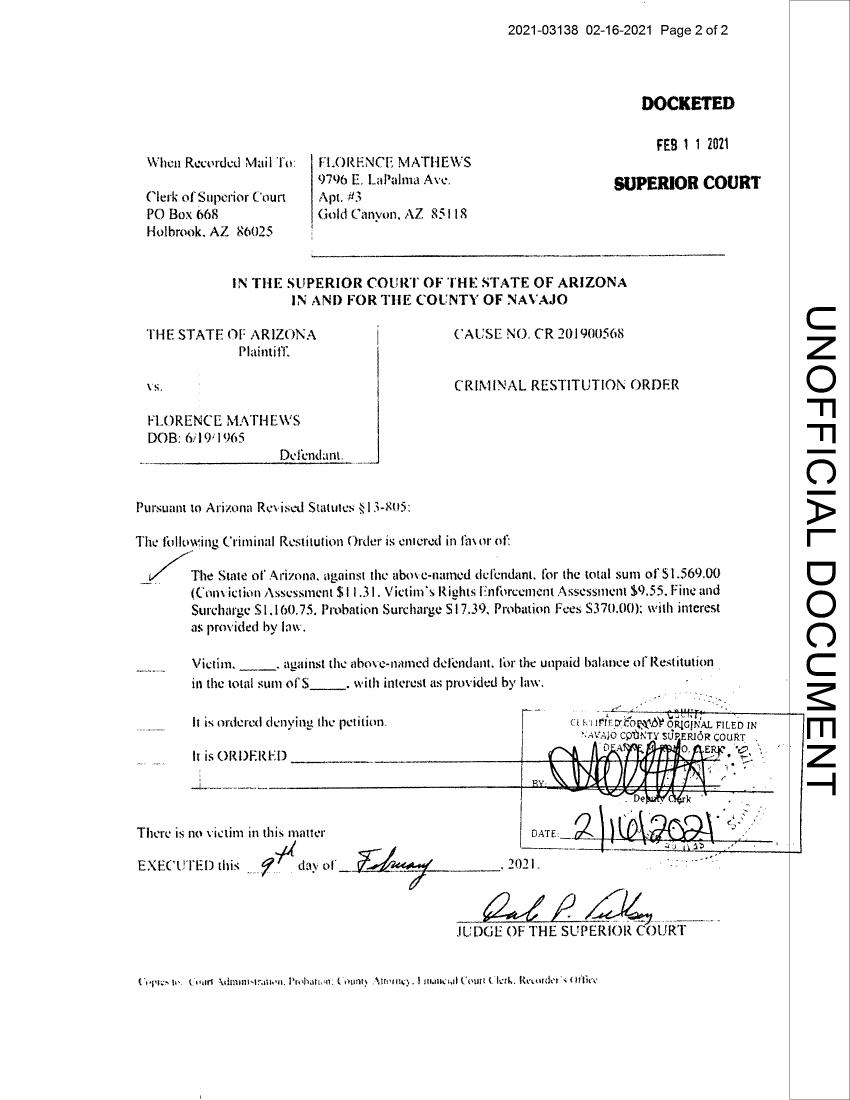 2021-03138 02-16-2021 Page 2 of 2
DOCKETED
FEB 1 1 2021
SUPERIOR COURT
When Recorded Mail To:
Clerk of Superior Court
PO Box 668
Holbrook, AZ 86025
FLORENCE MATHEWS
9796 E. LaPalma Ave.
Apt. #3
Gold Canyon, AZ 85118
IN THE SUPERIOR COURT OF THE STATE OF ARIZONA
IN AND FOR THE COUNTY OF NAVAJO
THE STATE OF ARIZONA
Plaintiff,
vs.
FLORENCE MATHEWS
DOB: 6/19/1965
Defendant.
CAUSE NO. CR 201900568
CRIMINAL RESTITUTION ORDER
Pursuant to Arizona Revised Statutes §13-805:
The following Criminal Restitution Order is entered in favor of:
The State of Arizona, against the above-named defendant, for the total sum of $1,569.00
(Conviction Assessment $11.31, Victim's Rights Enforcement Assessment $9.55, Fine and
Surcharge $1,160.75, Probation Surcharge $17.39, Probation Fees $370.00); with interest
as provided by law.
Victim, _____, against the above-named defendant, for the unpaid balance of Restitution
in the total sum of $_____, with interest as provided by law.
It is ordered denying the petition.
It is ORDERED
CERTIFIED COPY OF ORIGINAL FILED IN
NAVAJO COUNTY SUPERIOR COURT
CLERK
BY:
Deputy Clerk
DATE: 2/16/2021
There is no victim in this matter
EXECUTED this 9th day of February, 2021.
JUDGE OF THE SUPERIOR COURT
Copies to: Court Administration, Probation; County Attorney, Financial Court Clerk, Recorder's Office
UNOFFICIAL DOCUMENT